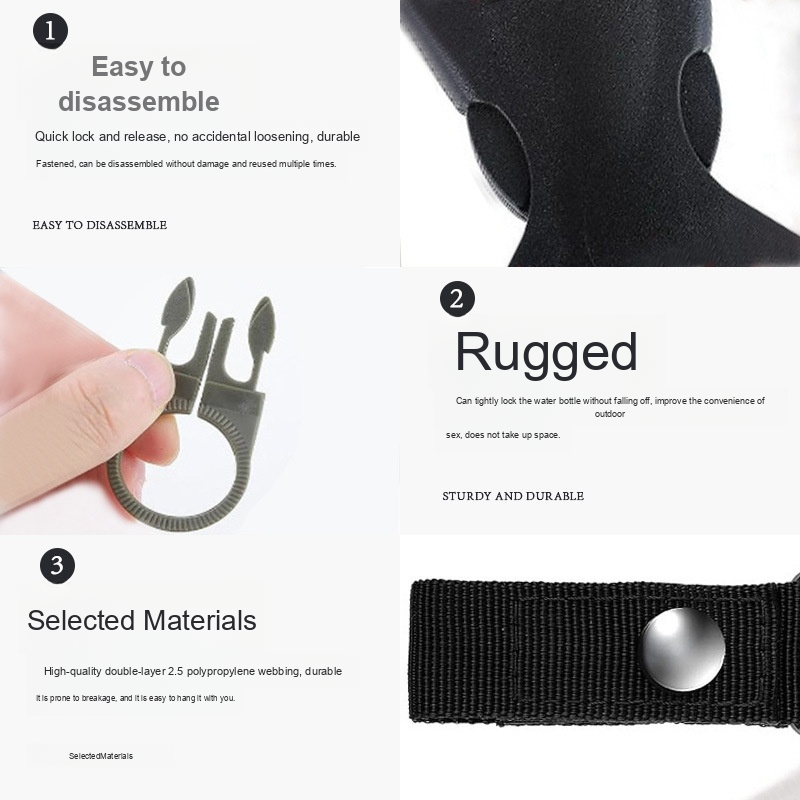 1
Easy to
disassemble
Quick lock and release, no accidental loosening, durable
Fastened, can be disassembled without damage and reused multiple times.
EASY TO DISASSEMBLE
2
Rugged
Can tightly lock the water bottle without falling off, improve the convenience of
outdoor
sex, does not take up space.
STURDY AND DURABLE
3
Selected Materials
High-quality double-layer 2.5 polypropylene webbing, durable
It is prone to breakage, and it is easy to hang it with you.
SelectedMaterials